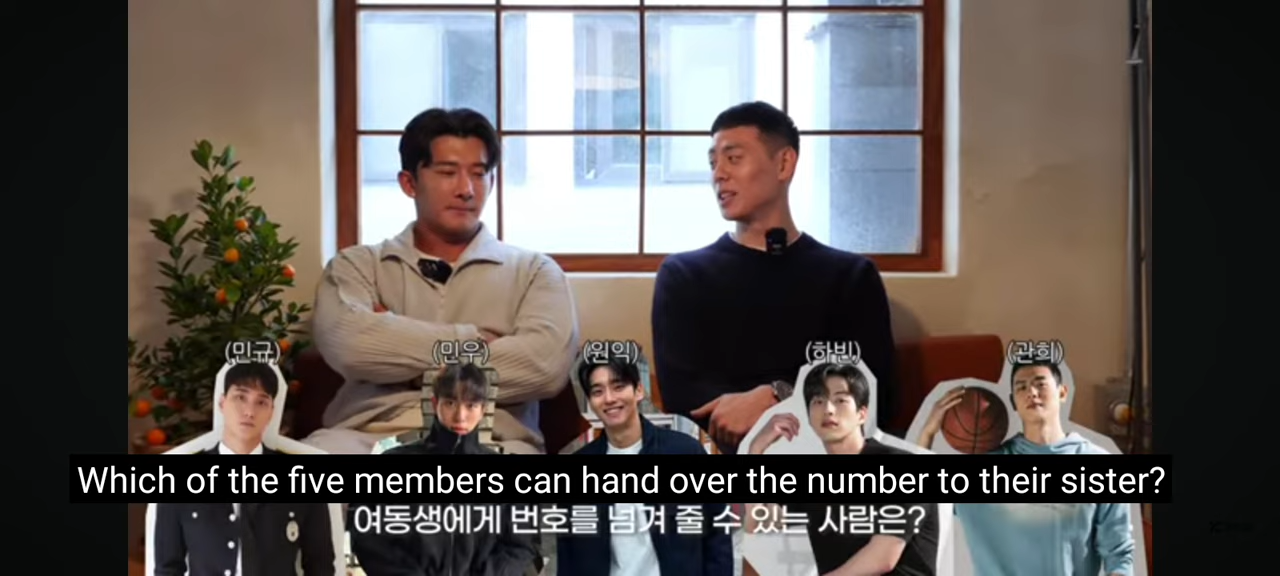 (민규) (민우) (원익) (하빈) (관희)
Which of the five members can hand over the number to their sister?
여동생에게 번호를 넘겨 줄 수 있는 사람은?